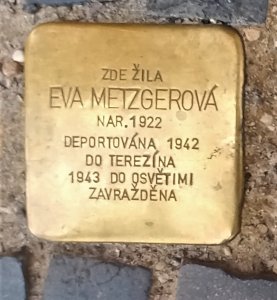 ZDE ŽILA
EVA METZGEROVÁ
NAR. 1922
DEPORTOVÁNA 1942
DO TEREZÍNA
1943 DO OSVĚTIMI
ZAVRAŽDĚNA